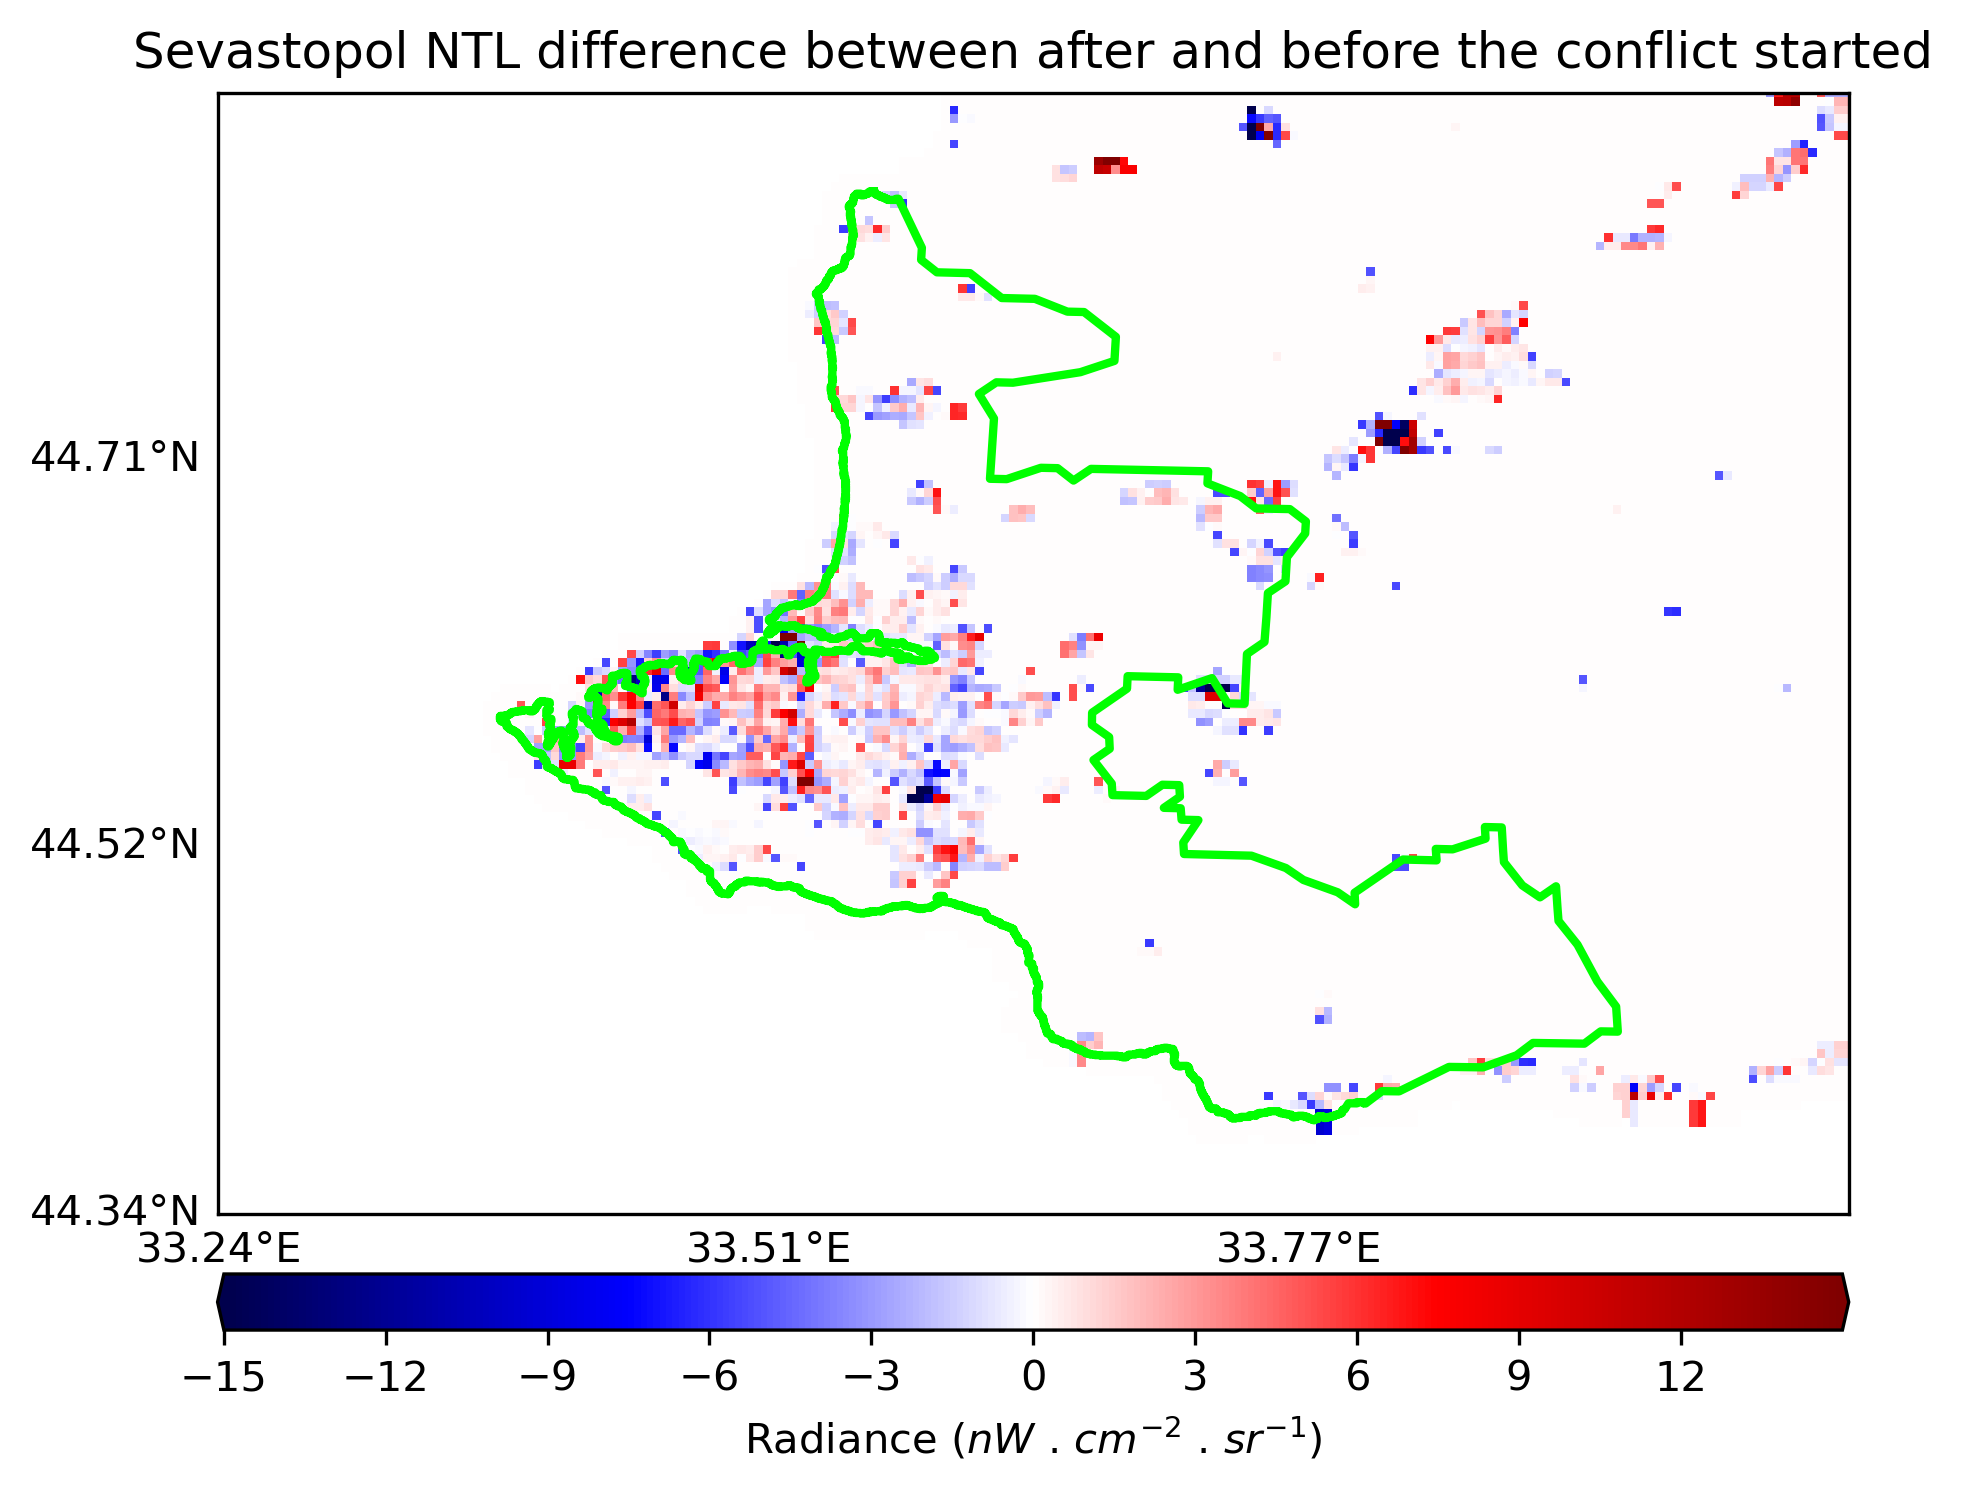 Sevastopol NTL difference between after and before the conflict started
44.71°N
44.52°N
44.34°N
33.24°E 33.51°E 33.77°E
−15 −12 −9 −6 −3 0 3 6 9 12
Radiance (nW . cm⁻² . sr⁻¹)